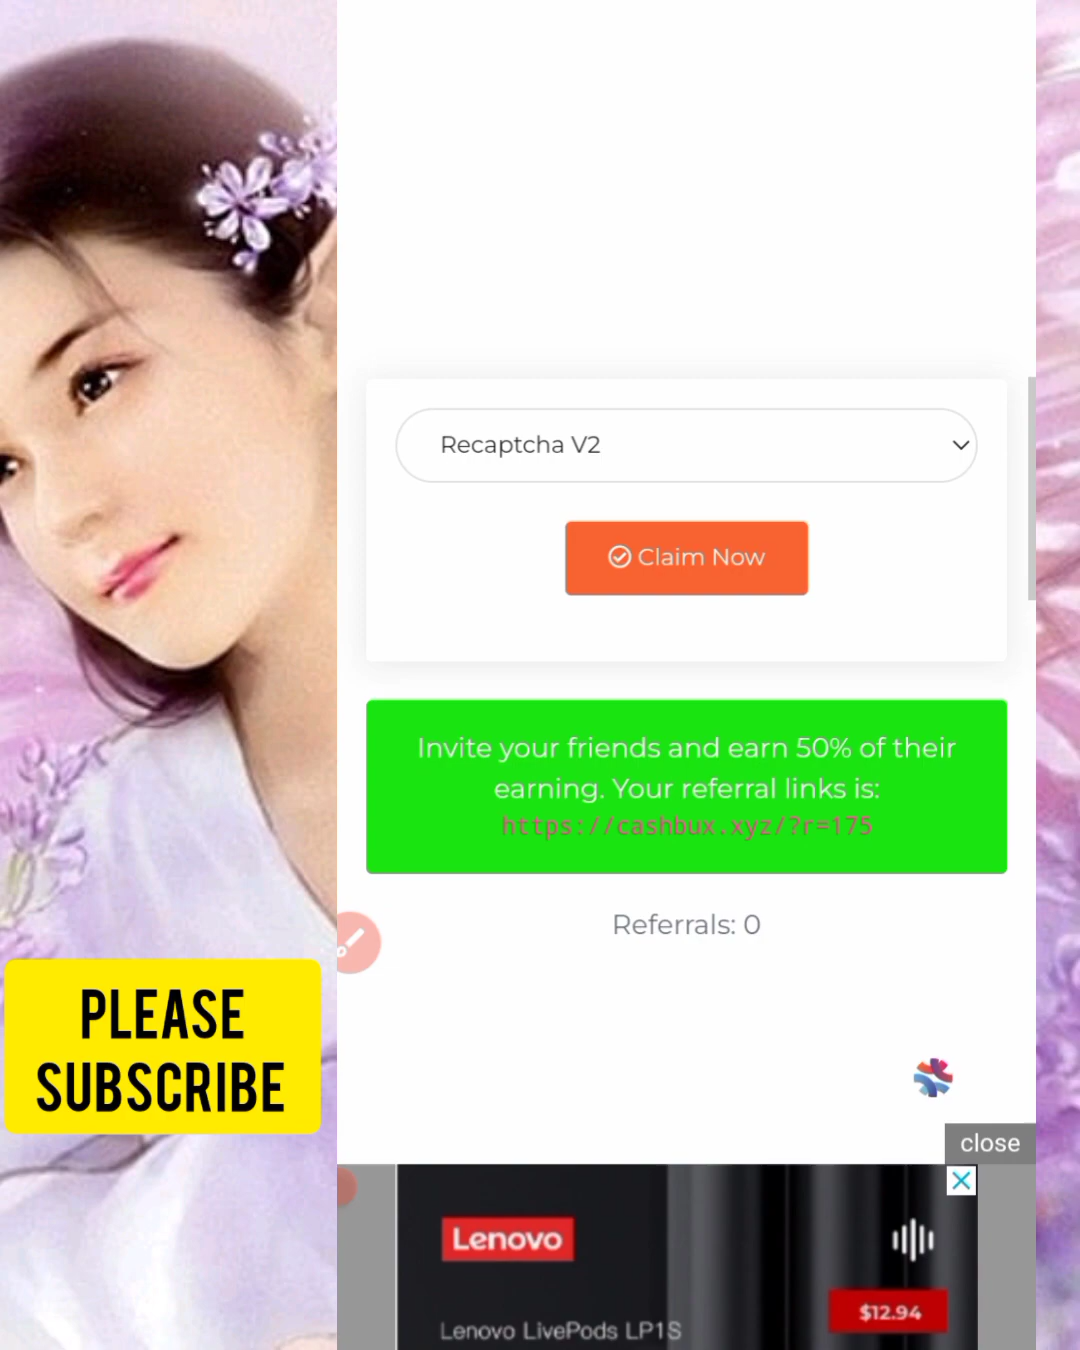 Recaptcha V2
Claim Now
Invite your friends and earn 50% of their
earning. Your referral links is:
https://cashbux.xyz/?r=175
Referrals: 0
PLEASE
SUBSCRIBE
close
Lenovo
$12.94
Lenovo LivePods LP1S